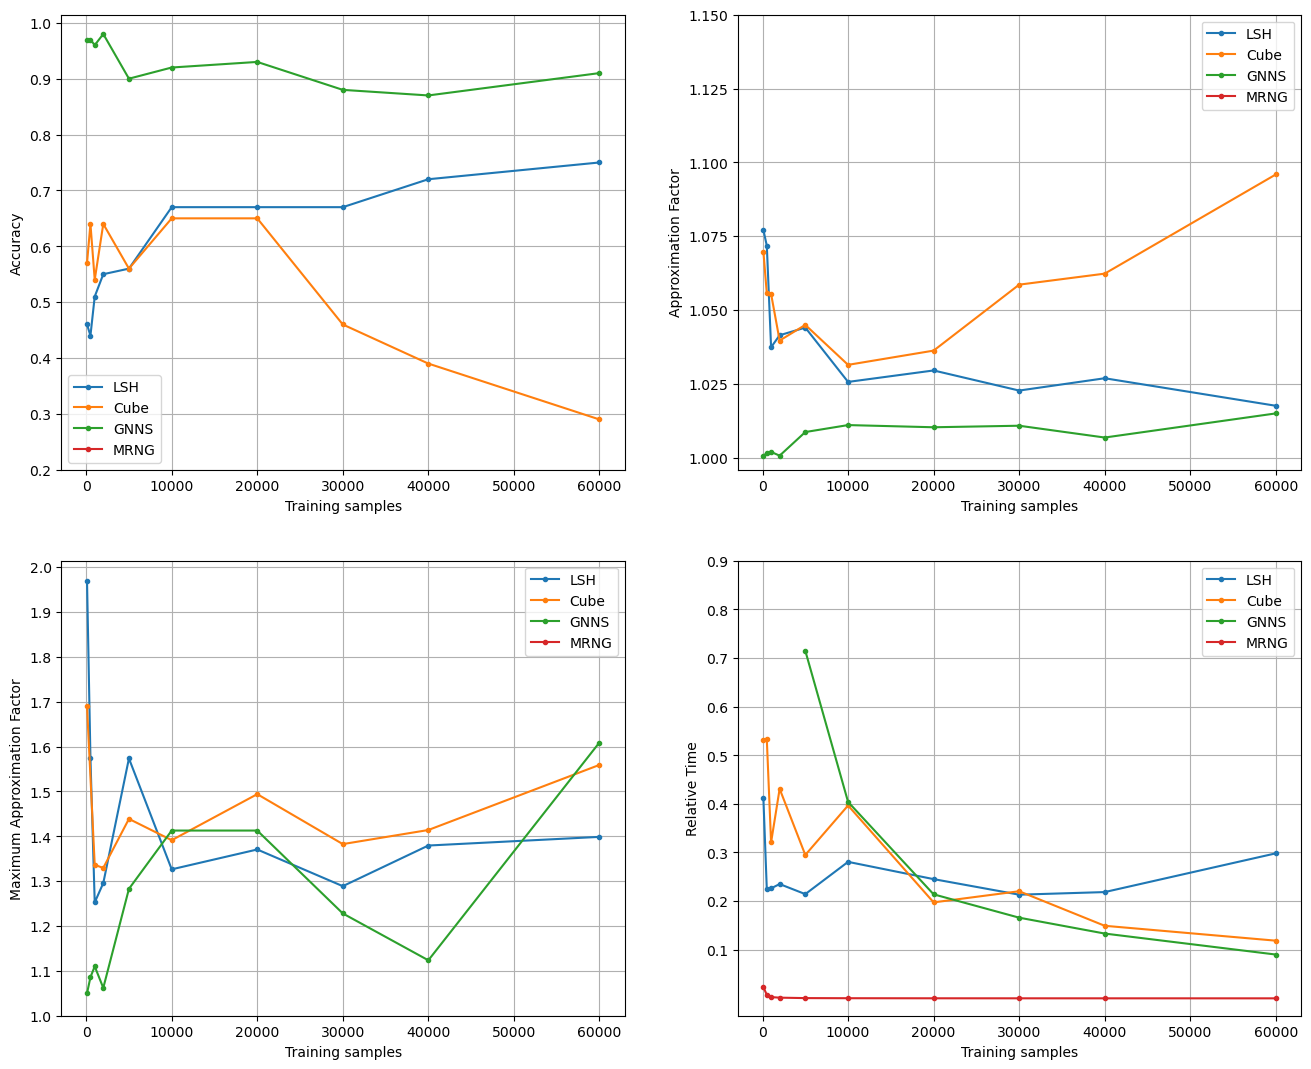 1.0
0.9
0.8
0.7
0.6
0.5
0.4
0.3
0.2
Accuracy
LSH
Cube
GNNS
MRNG
0 10000 20000 30000 40000 50000 60000
Training samples
1.150
1.125
1.100
1.075
1.050
1.025
1.000
Approximation Factor
LSH
Cube
GNNS
MRNG
0 10000 20000 30000 40000 50000 60000
Training samples
2.0
1.9
1.8
1.7
1.6
1.5
1.4
1.3
1.2
1.1
1.0
Maximum Approximation Factor
LSH
Cube
GNNS
MRNG
0 10000 20000 30000 40000 50000 60000
Training samples
0.9
0.8
0.7
0.6
0.5
0.4
0.3
0.2
0.1
Relative Time
LSH
Cube
GNNS
MRNG
0 10000 20000 30000 40000 50000 60000
Training samples